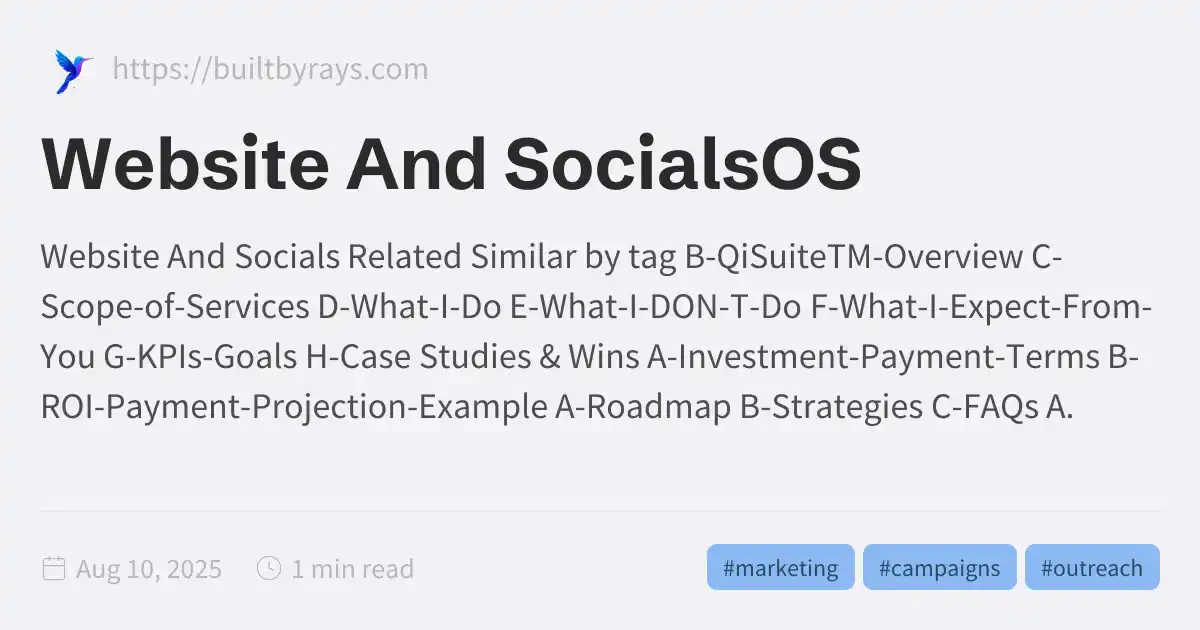 https://builtbyrays.com
Website And SocialsOS
Website And Socials Related Similar by tag B-QiSuiteTM-Overview C-
Scope-of-Services D-What-I-Do E-What-I-DON-T-Do F-What-I-Expect-From-
You G-KPIs-Goals H-Case Studies & Wins A-Investment-Payment-Terms B-
ROI-Payment-Projection-Example A-Roadmap B-Strategies C-FAQs A.
Aug 10, 2025 1 min read #marketing #campaigns #outreach